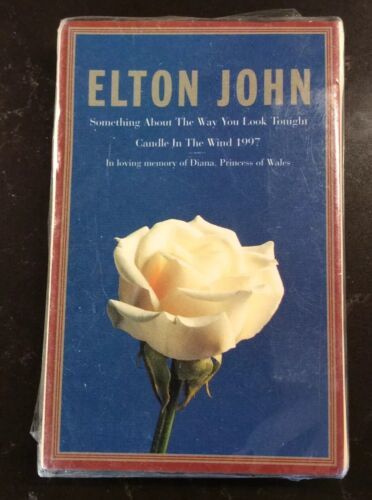 ELTON JOHN
Something About The Way You Look Tonight
Candle In The Wind 1997
In loving memory of Diana, Princess of Wales